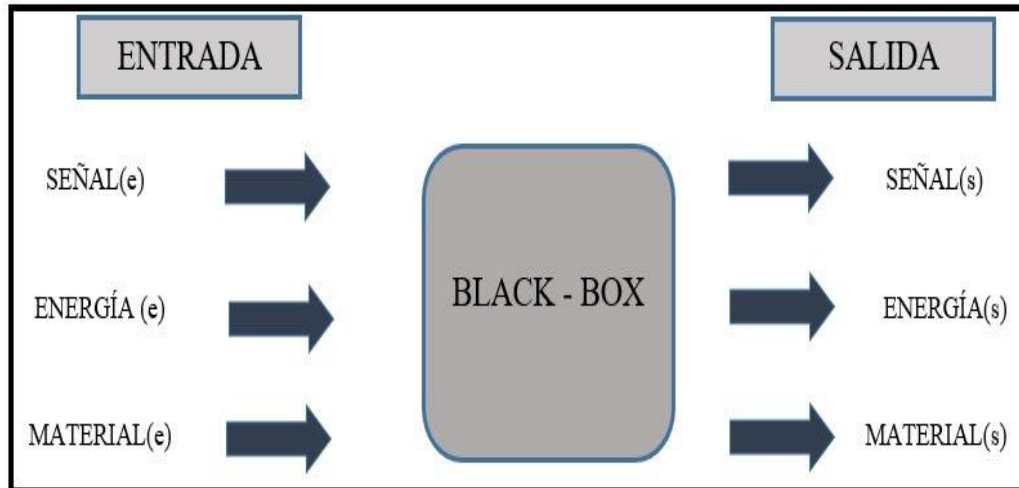 ENTRADA
SALIDA
SEÑAL(e)
SEÑAL(s)
BLACK - BOX
ENERGÍA (e)
ENERGÍA(s)
MATERIAL(e)
MATERIAL(s)